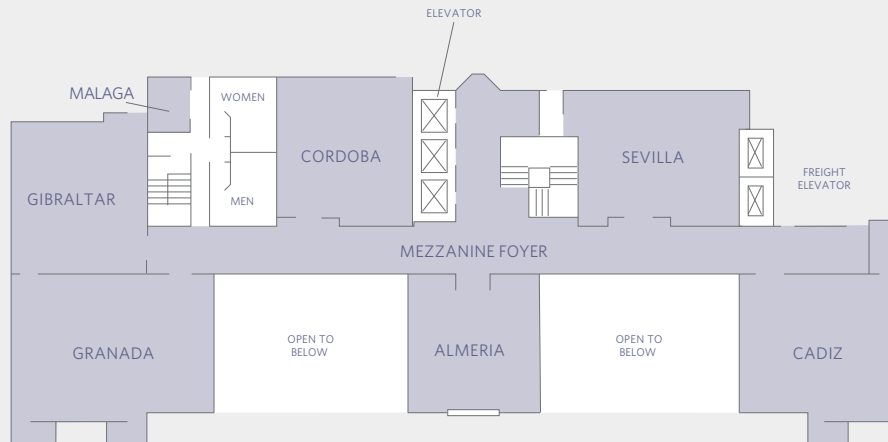 ELEVATOR
MALAGA
WOMEN
CORDOBA
SEVILLA
FREIGHT
ELEVATOR
GIBRALTAR
MEN
MEZZANINE FOYER
GRANADA
OPEN TO
BELOW
ALMERIA
OPEN TO
BELOW
CADIZ